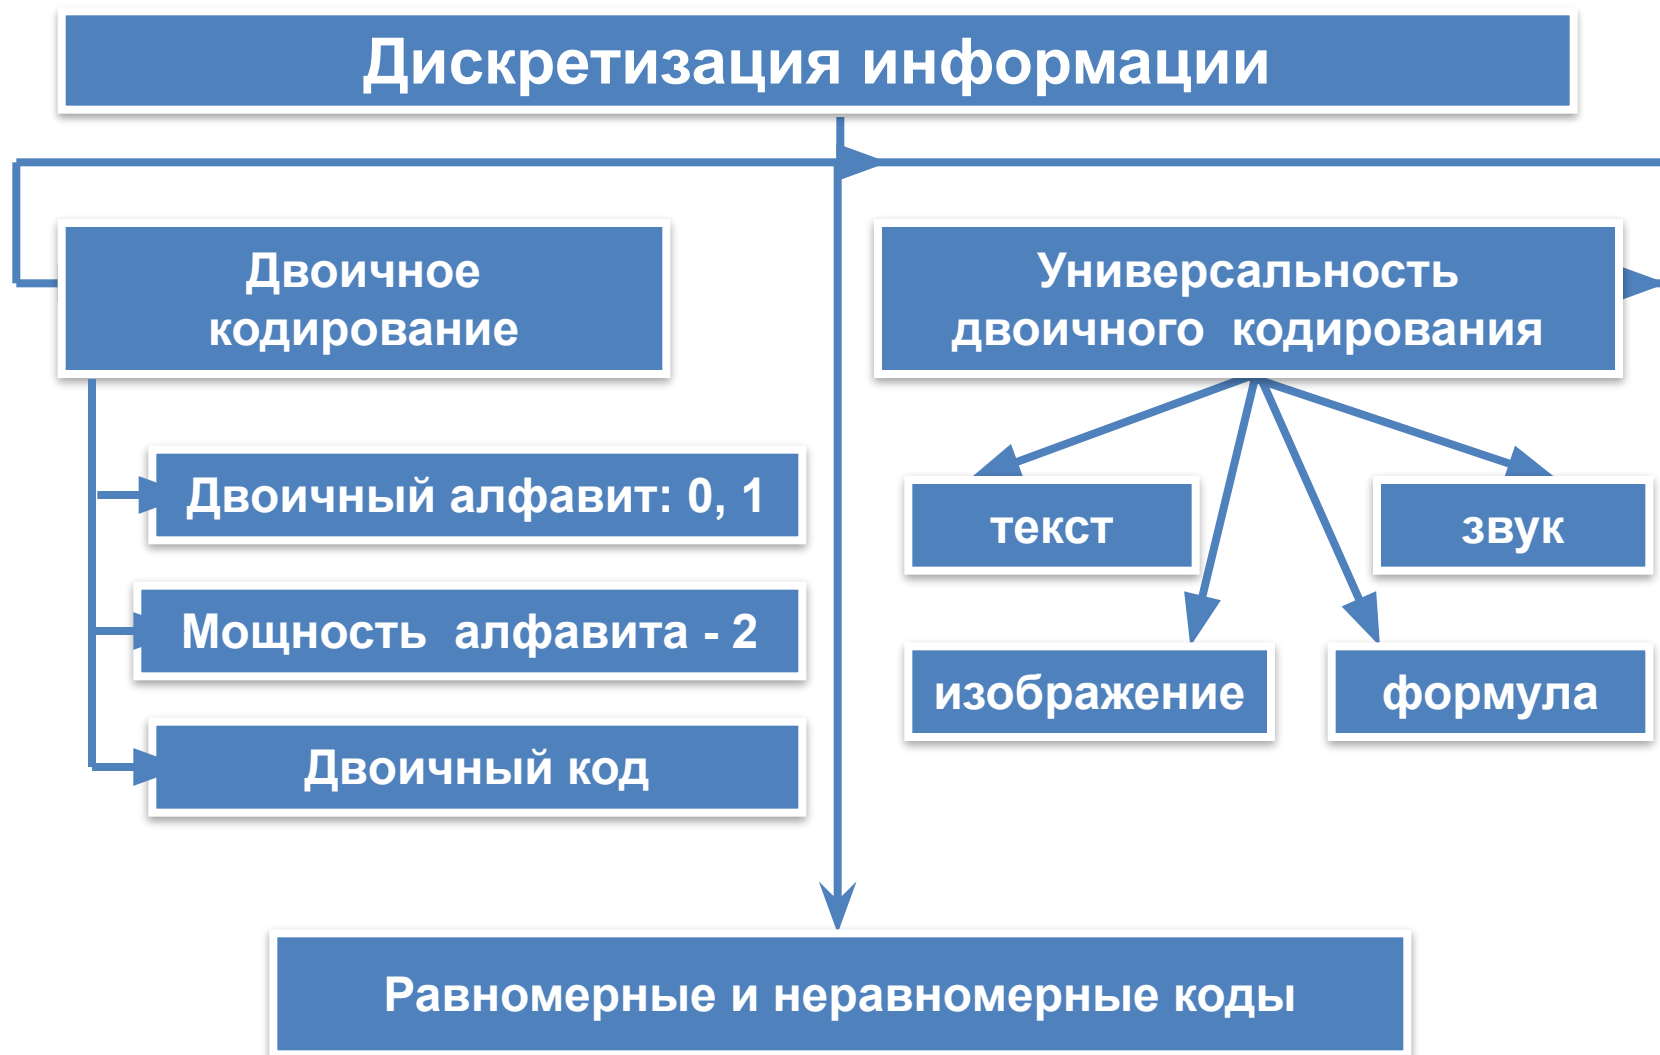 Дискретизация информации
Двоичное
кодирование
Универсальность
двоичного кодирования
Двоичный алфавит: 0, 1
Мощность алфавита - 2
Двоичный код
текст
звук
изображение
формула
Равномерные и неравномерные коды